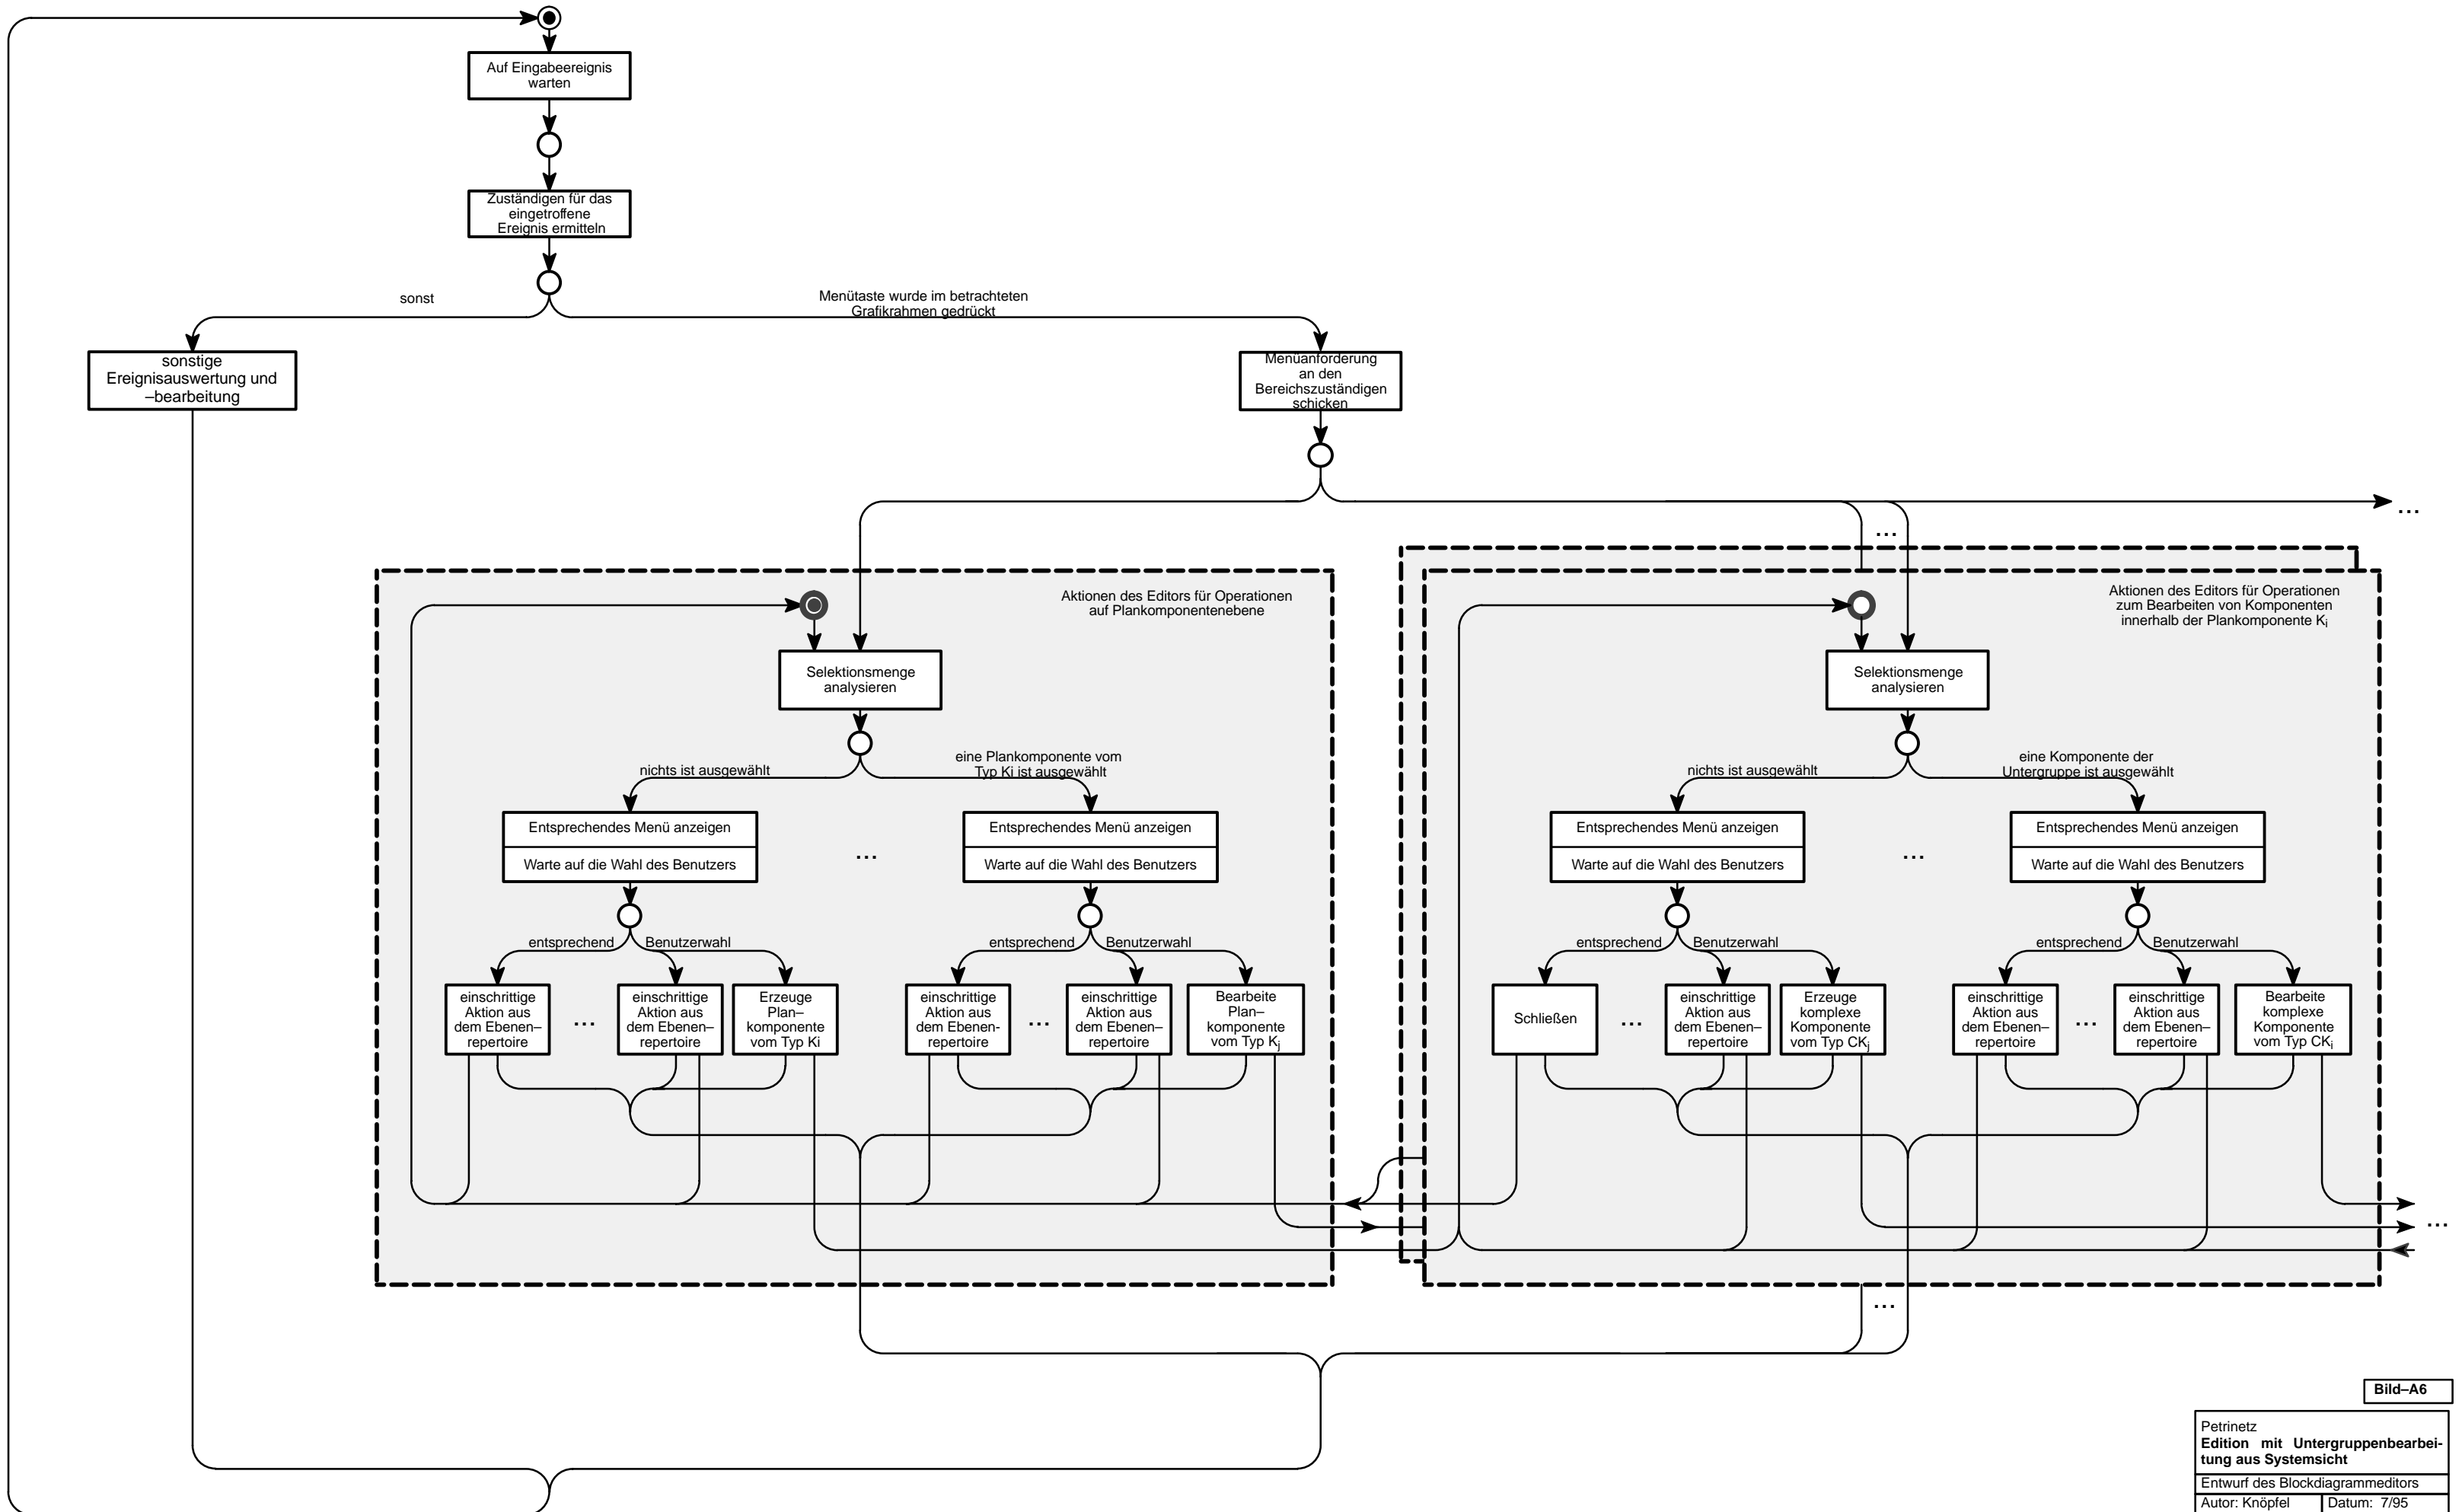 Auf Eingabeereignis
warten
Zuständigen für das
eingetroffene
Ereignis ermitteln
sonst
Menütaste wurde im betrachteten
Grafikrahmen gedrückt
sonstige
Ereignisauswertung und
–bearbeitung
Menüanforderung
an den
Bereichszuständigen
schicken
...
...
Aktionen des Editors für Operationen
auf Plankomponentenebene
Selektionsmenge
analysieren
nichts ist ausgewählt
eine Plankomponente vom
Typ Ki ist ausgewählt
Entsprechendes Menü anzeigen
Warte auf die Wahl des Benutzers
...
Entsprechendes Menü anzeigen
Warte auf die Wahl des Benutzers
entsprechend
Benutzerwahl
entsprechend
Benutzerwahl
einschrittige
Aktion aus
dem Ebenen–
repertoire
...
einschrittige
Aktion aus
dem Ebenen–
repertoire
Erzeuge
Plan–
komponente
vom Typ Ki
einschrittige
Aktion aus
dem Ebenen-
repertoire
...
einschrittige
Aktion aus
dem Ebenen–
repertoire
Bearbeite
Plan–
komponente
vom Typ Kj
Aktionen des Editors für Operationen
zum Bearbeiten von Komponenten
innerhalb der Plankomponente Ki
Selektionsmenge
analysieren
nichts ist ausgewählt
eine Komponente der
Untergruppe ist ausgewählt
Entsprechendes Menü anzeigen
Warte auf die Wahl des Benutzers
...
Entsprechendes Menü anzeigen
Warte auf die Wahl des Benutzers
entsprechend
Benutzerwahl
entsprechend
Benutzerwahl
Schließen
...
einschrittige
Aktion aus
dem Ebenen–
repertoire
Erzeuge
komplexe
Komponente
vom Typ CKj
einschrittige
Aktion aus
dem Ebenen–
repertoire
...
einschrittige
Aktion aus
dem Ebenen–
repertoire
Bearbeite
komplexe
Komponente
vom Typ CKi
...
...
Bild–A6
Petrinetz
Edition mit Untergruppenbearbei-
tung aus Systemsicht
Entwurf des Blockdiagrammeditors
Autor: Knöpfel
Datum: 7/95